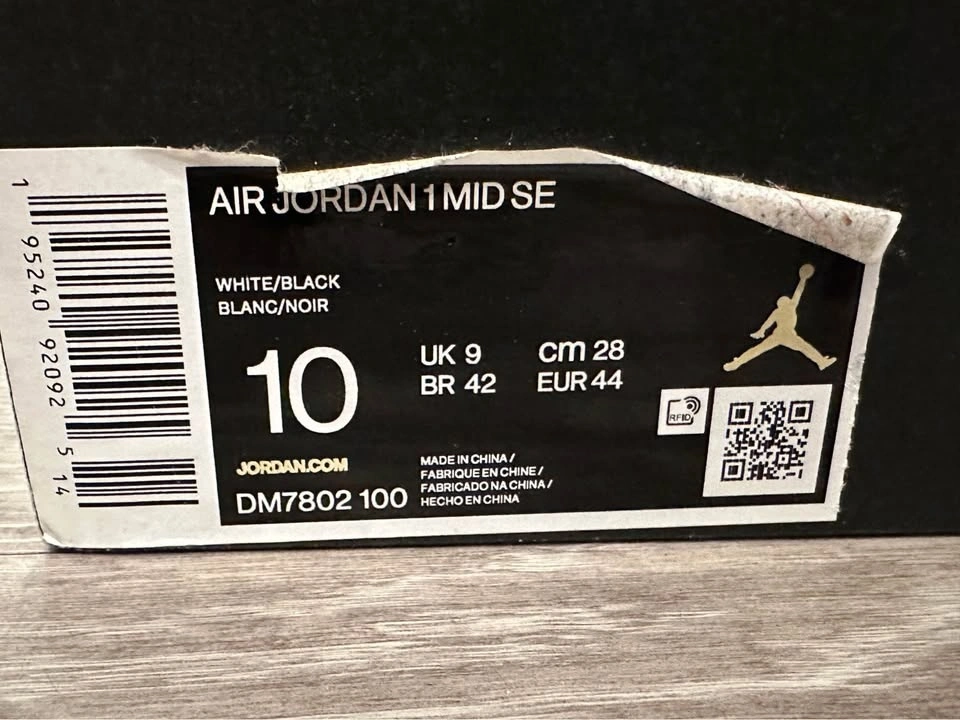 AIR JORDAN 1 MID SE
WHITE/BLACK
BLANC/NOIR
10
UK 9
BR 42
cm 28
EUR 44
JORDAN.COM
DM7802 100
MADE IN CHINA /
FABRIQUE EN CHINE /
FABRICADO NA CHINA /
HECHO EN CHINA
RFID
1 95240 92092 5 14